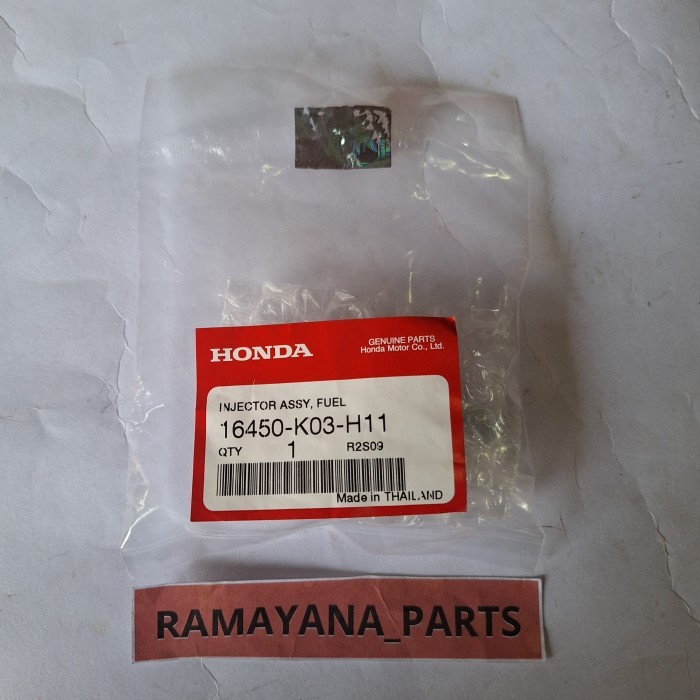 HONDA
GENUINE PARTS
Honda Motor Co., Ltd.
INJECTOR ASSY, FUEL
16450-K03-H11
QTY 1 R2S09
Made in THAILAND
RAMAYANA_PARTS